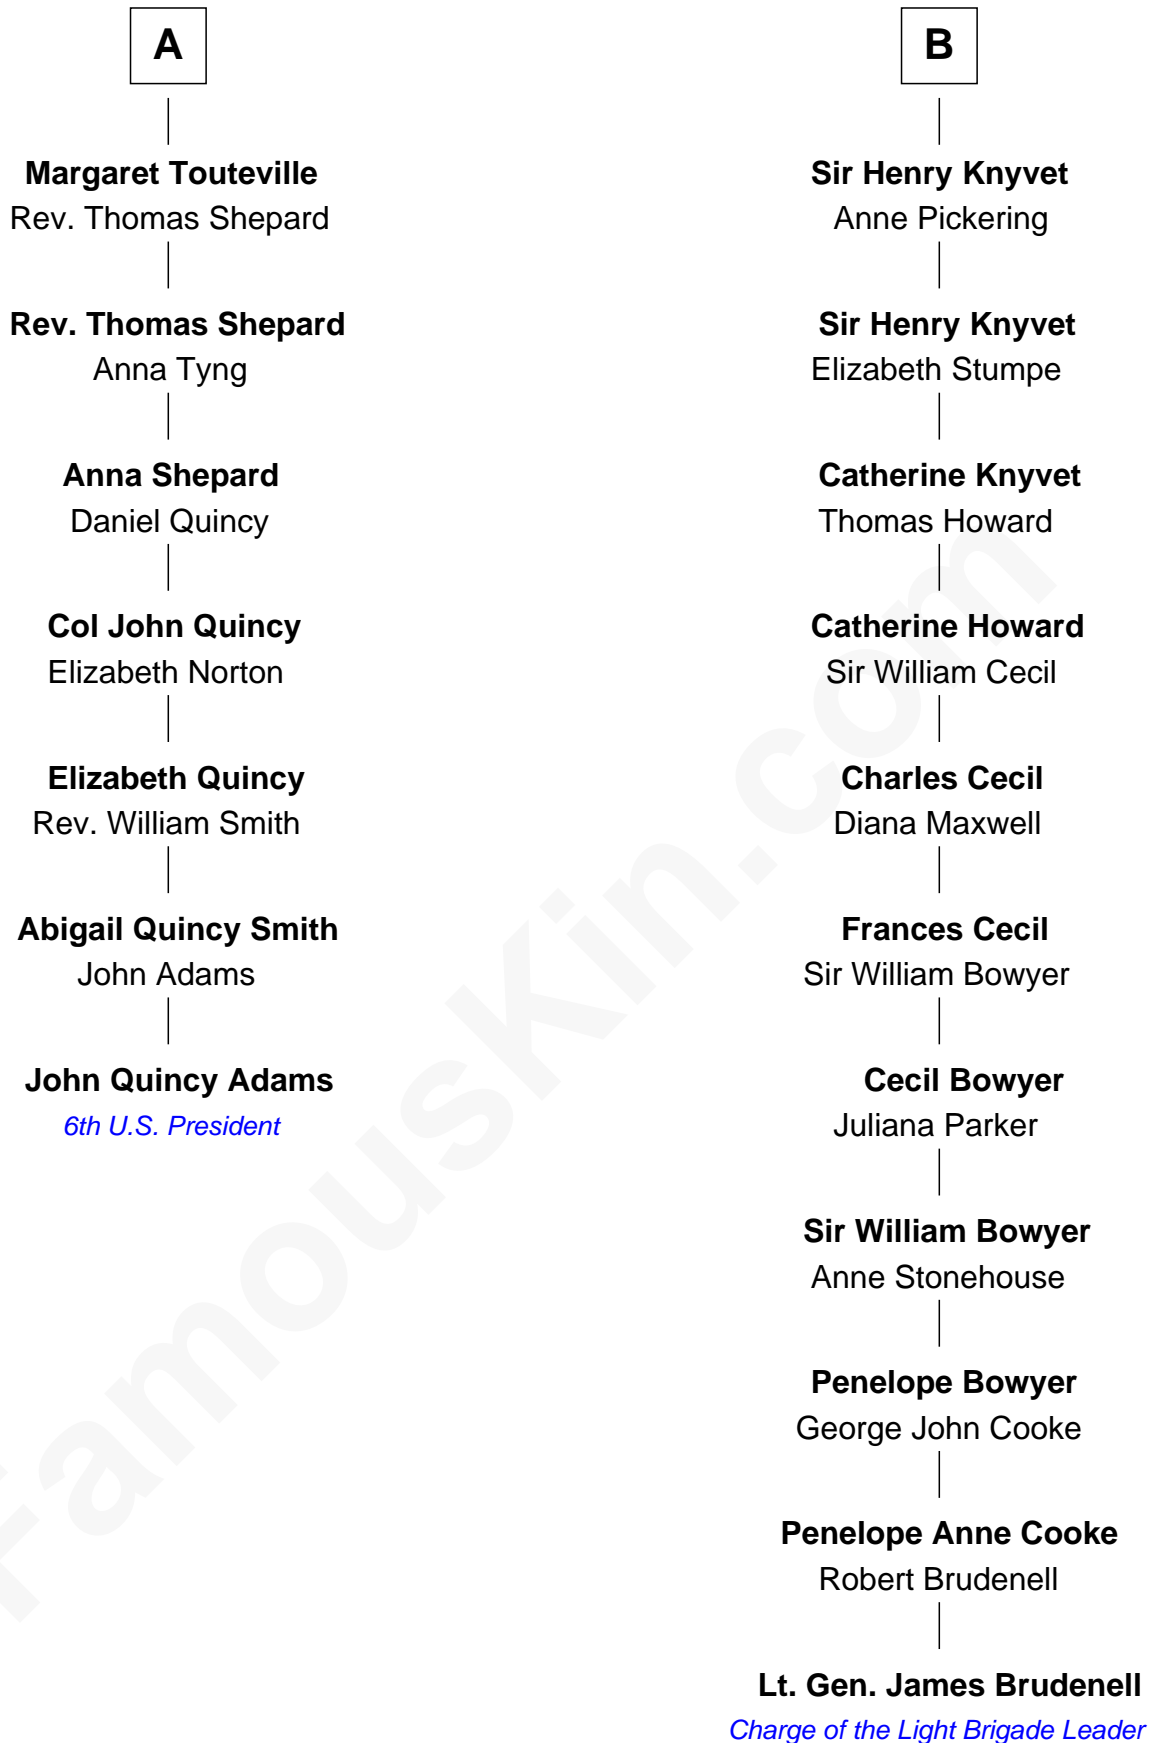 A
Margaret Touteville
Rev. Thomas Shepard
Rev. Thomas Shepard
Anna Tyng
Anna Shepard
Daniel Quincy
Col John Quincy
Elizabeth Norton
Elizabeth Quincy
Rev. William Smith
Abigail Quincy Smith
John Adams
John Quincy Adams
6th U.S. President
B
Sir Henry Knyvet
Anne Pickering
Sir Henry Knyvet
Elizabeth Stumpe
Catherine Knyvet
Thomas Howard
Catherine Howard
Sir William Cecil
Charles Cecil
Diana Maxwell
Frances Cecil
Sir William Bowyer
Cecil Bowyer
Juliana Parker
Sir William Bowyer
Anne Stonehouse
Penelope Bowyer
George John Cooke
Penelope Anne Cooke
Robert Brudenell
Lt. Gen. James Brudenell
Charge of the Light Brigade Leader
FamousKin.com